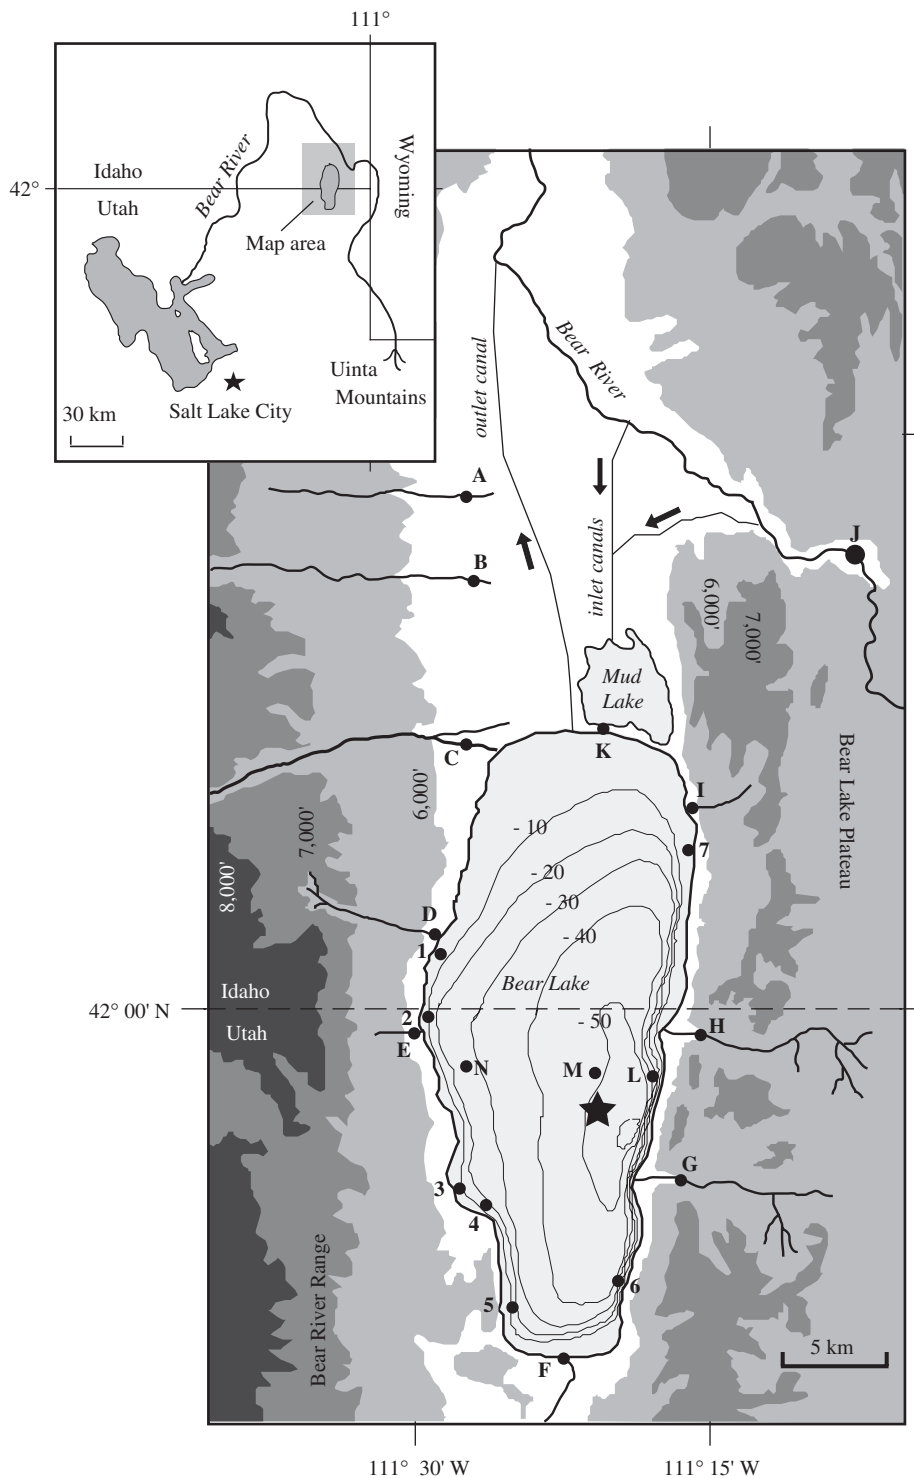 111°
42°
Idaho
Utah
Bear River
Wyoming
Map area
Uinta
Mountains
Salt Lake City
30 km
Bear River
outlet canal
inlet canals
A
B
J
6,000'
7,000'
Mud
Lake
K
C
I
7
6,000'
7,000'
8,000'
Bear Lake Plateau
- 10
- 20
- 30
- 40
D
1
Bear Lake
Idaho
42° 00' N
Utah
- 50
2
E
H
N
M
L
3
4
G
5
6
Bear River Range
F
5 km
111° 30' W
111° 15' W